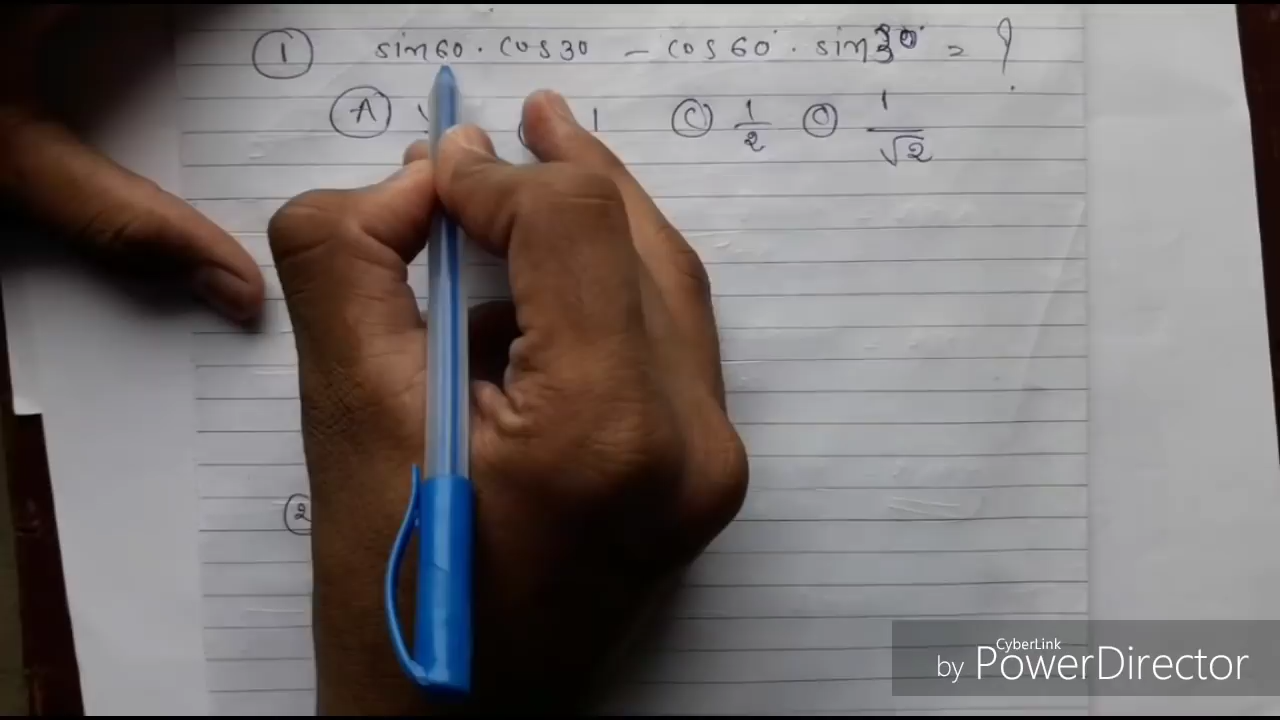 ① sin60 · cos30 − cos60° · sin30° = ?
Ⓐ 1 Ⓒ 1/2 Ⓓ 1/√2
②
CyberLink
by PowerDirector